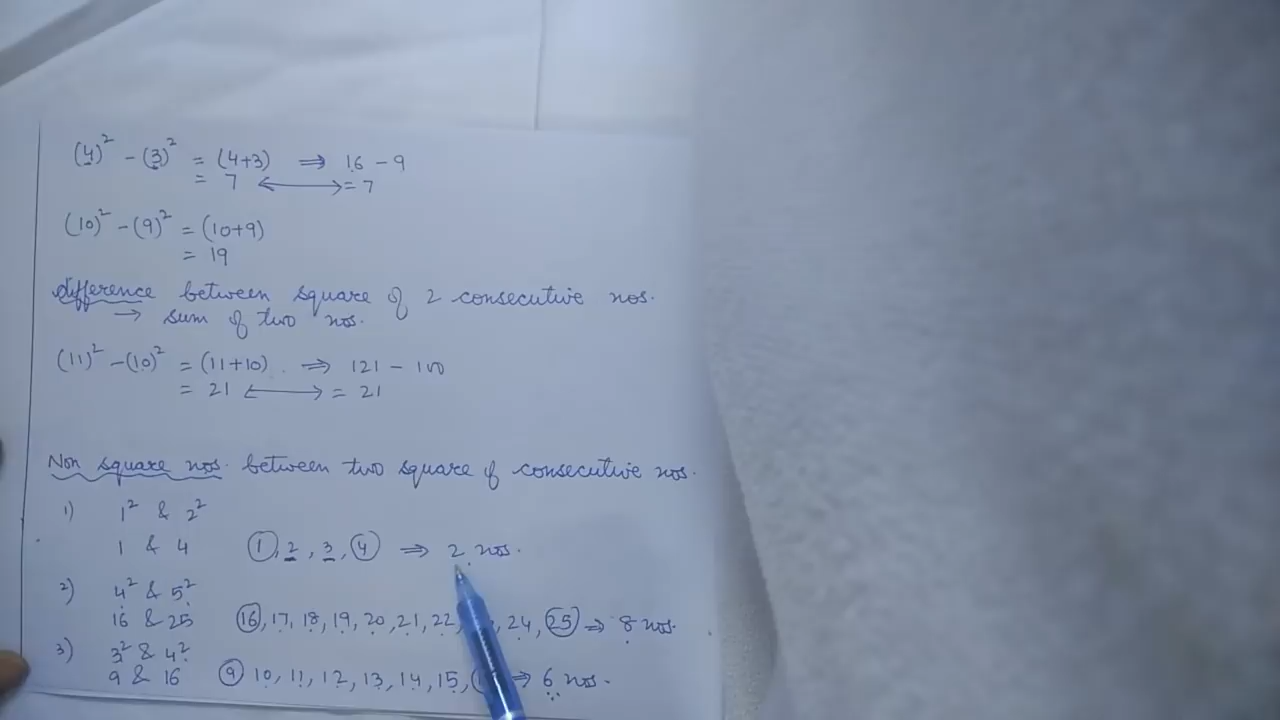 (4)² - (3)² = (4+3) ⇒ 16 - 9
= 7 ⟷ = 7
(10)² - (9)² = (10+9)
= 19
difference between square of 2 consecutive nos.
→ sum of two nos.
(11)² - (10)² = (11+10) ⇒ 121 - 100
= 21 ⟷ = 21
Non square nos. between two square of consecutive nos.
1) 1² & 2²
1 & 4 1, 2, 3, 4 ⇒ 2 nos.
2) 4² & 5²
16 & 25 16, 17, 18, 19, 20, 21, 22, 24, 25 ⇒ 8 nos.
3) 3² & 4²
9 & 16 9 10, 11, 12, 13, 14, 15, ⇒ 6 nos.